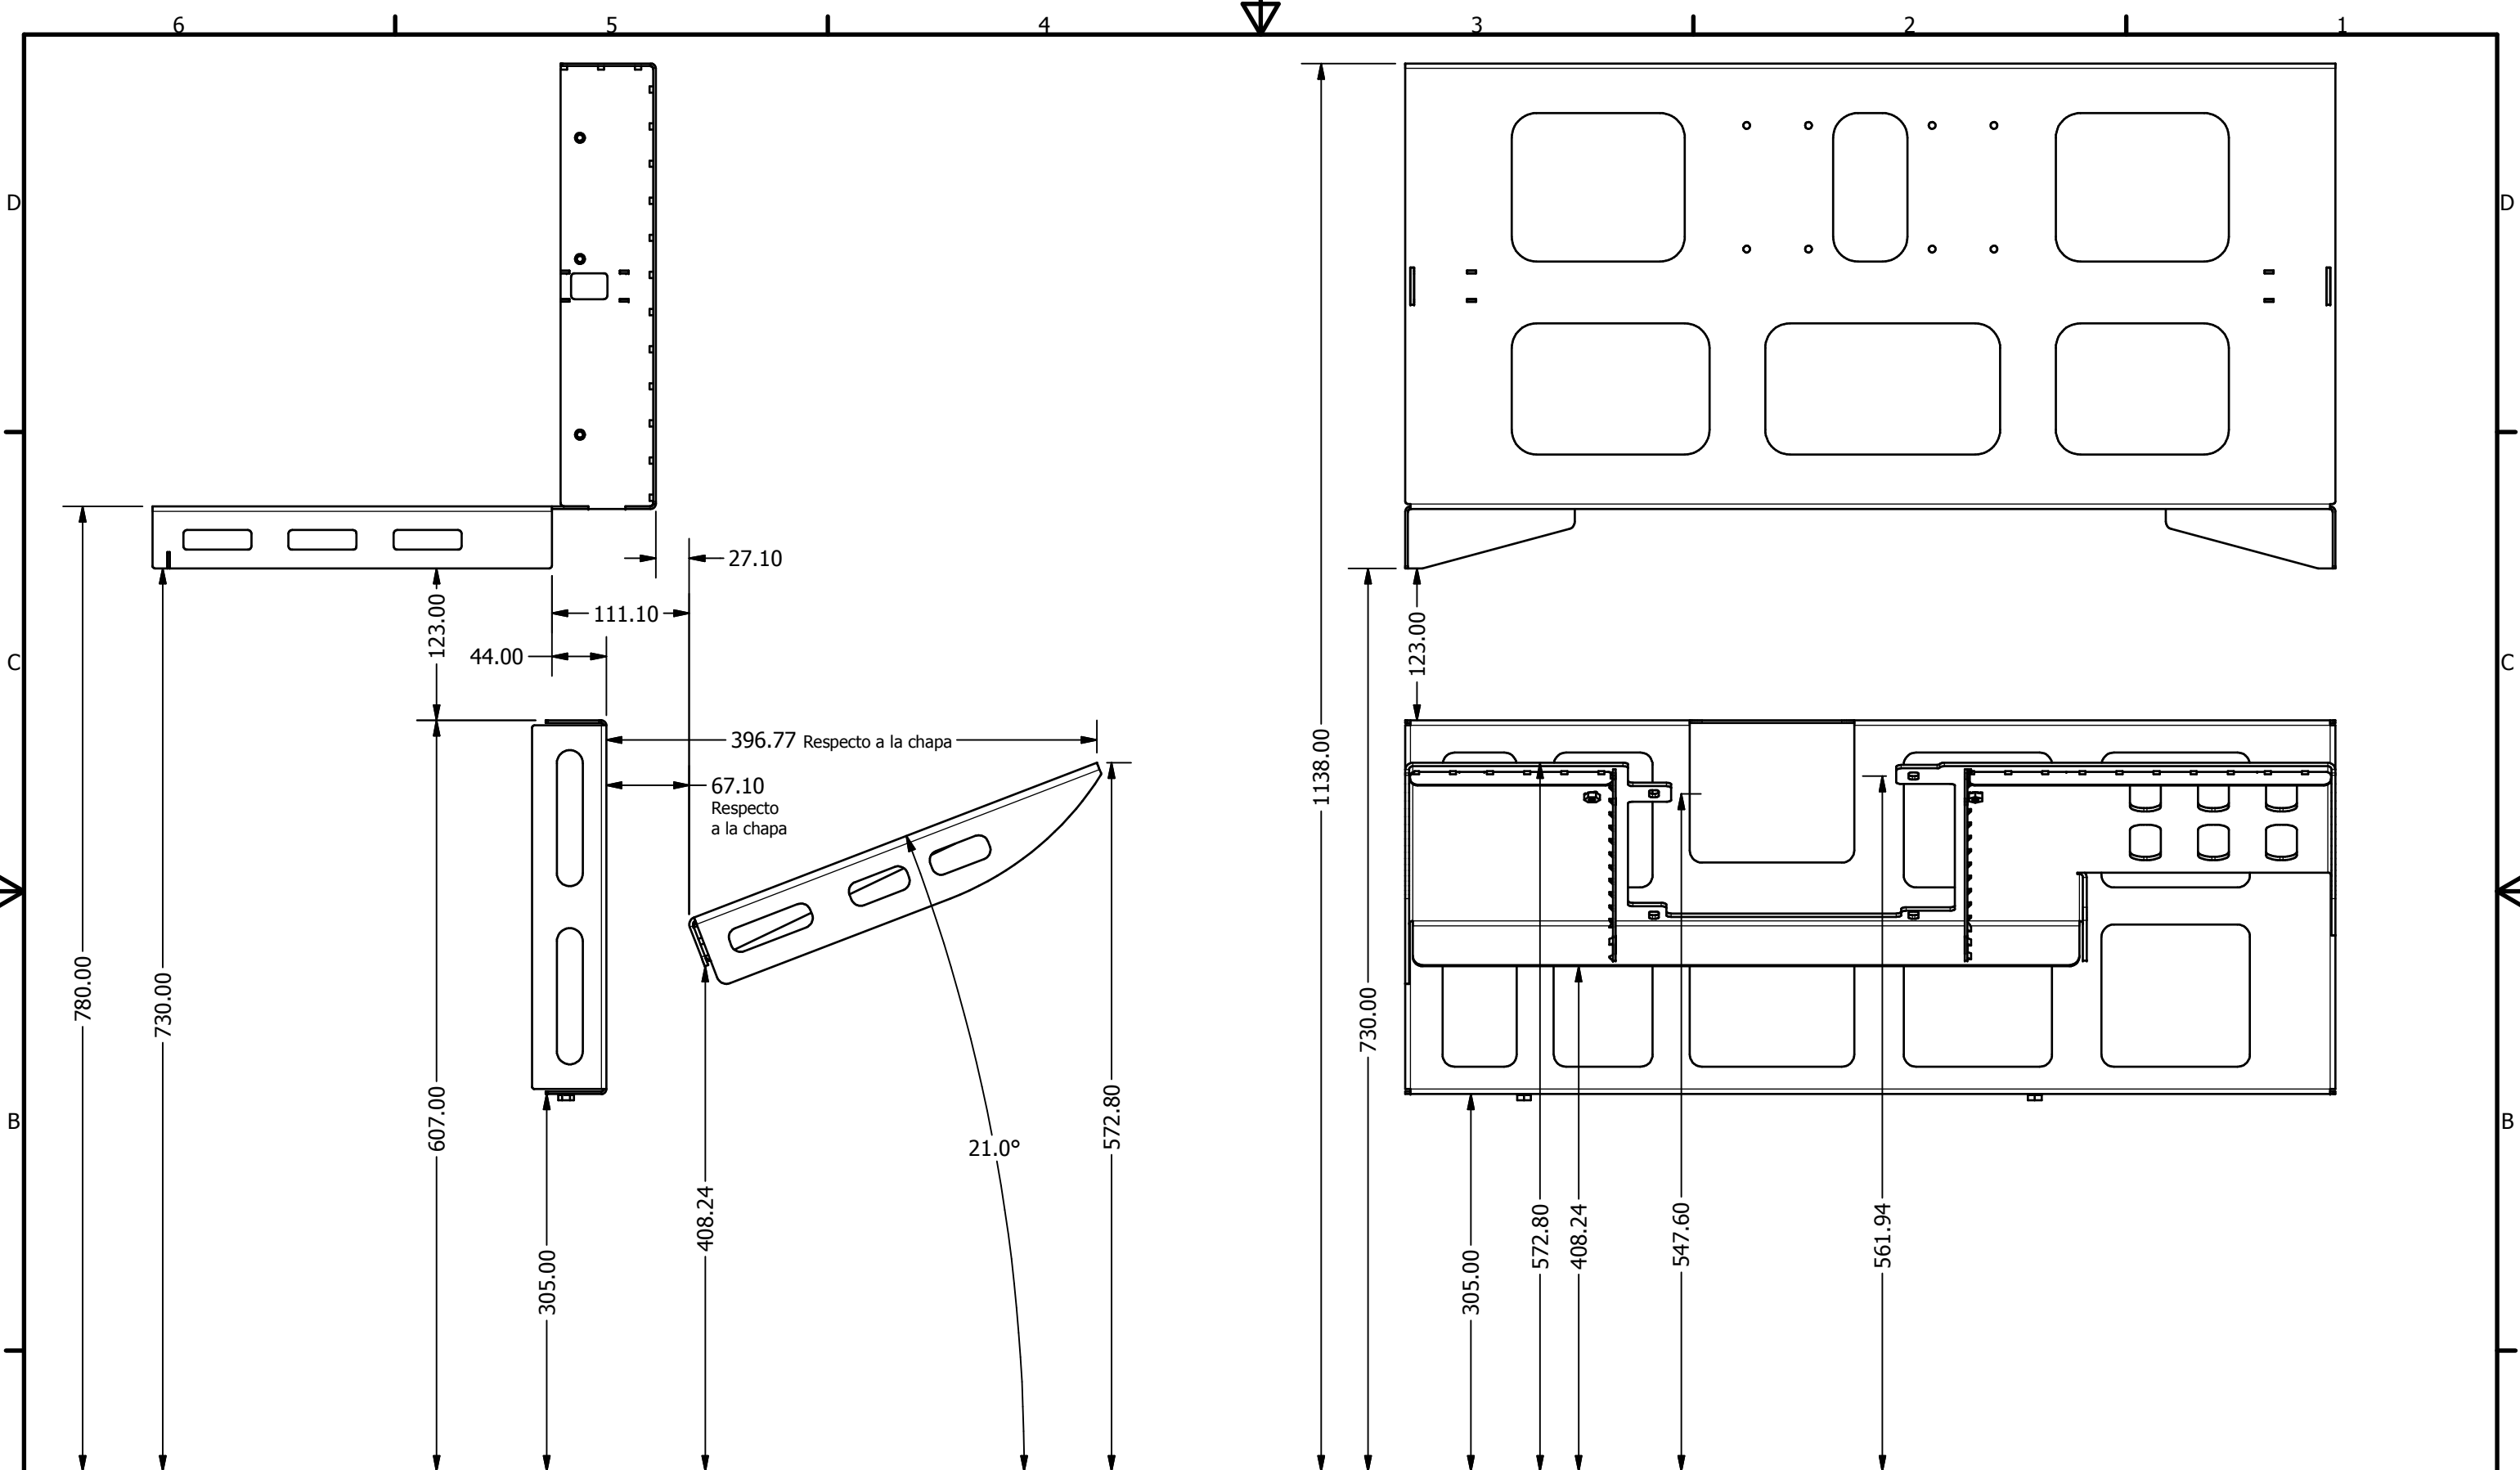 6 5 4 3 2 1
D D
27.10
111.10
123.00
123.00
44.00
C C
396.77 Respecto a la chapa
67.10
Respecto
a la chapa
1138.00
780.00
730.00
730.00
607.00
572.80
B B
21.0°
408.24
305.00
305.00
572.80
408.24
547.60
561.94